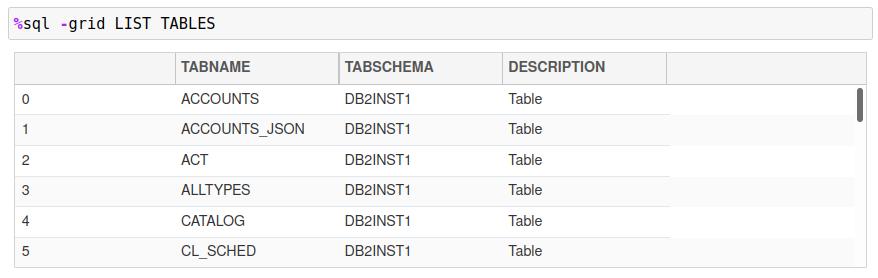 %sql -grid LIST TABLES
TABNAME TABSCHEMA DESCRIPTION
0 ACCOUNTS DB2INST1 Table
1 ACCOUNTS_JSON DB2INST1 Table
2 ACT DB2INST1 Table
3 ALLTYPES DB2INST1 Table
4 CATALOG DB2INST1 Table
5 CL_SCHED DB2INST1 Table